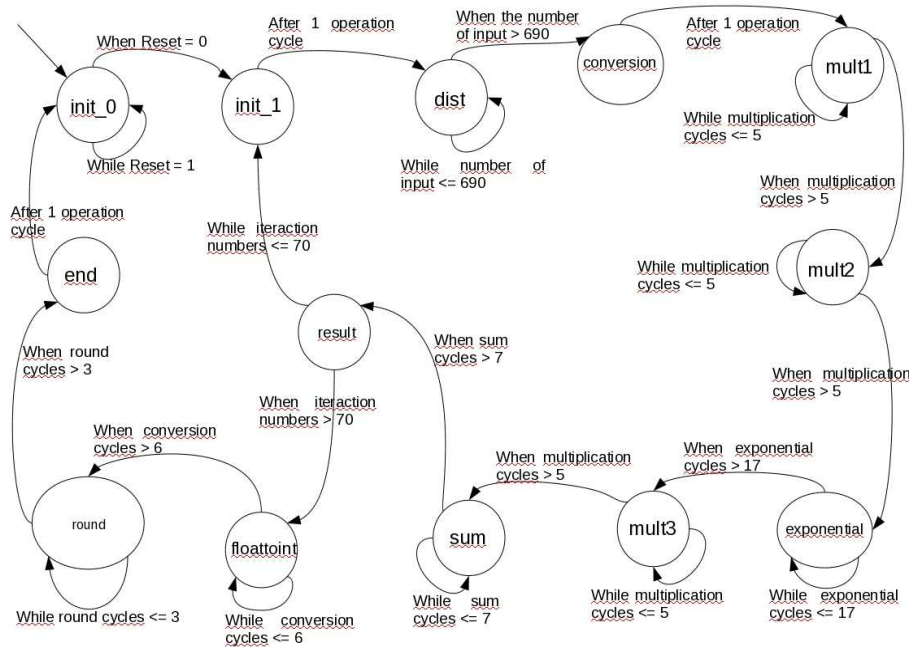 When the number
of input > 690
After 1 operation
cycle
After 1 operation
cycle
When Reset = 0
init_0
init_1
dist
conversion
mult1
While Reset = 1
While number of
input <= 690
While multiplication
cycles <= 5
When multiplication
cycles > 5
After 1 operation
cycle
While iteraction
numbers <= 70
end
mult2
While multiplication
cycles <= 5
result
When sum
cycles > 7
When round
cycles > 3
When multiplication
cycles > 5
When iteraction
numbers > 70
When conversion
cycles > 6
When multiplication
cycles > 5
When exponential
cycles > 17
round
floattoint
sum
mult3
exponential
While round cycles <= 3
While conversion
cycles <= 6
While sum
cycles <= 7
While multiplication
cycles <= 5
While exponential
cycles <= 17